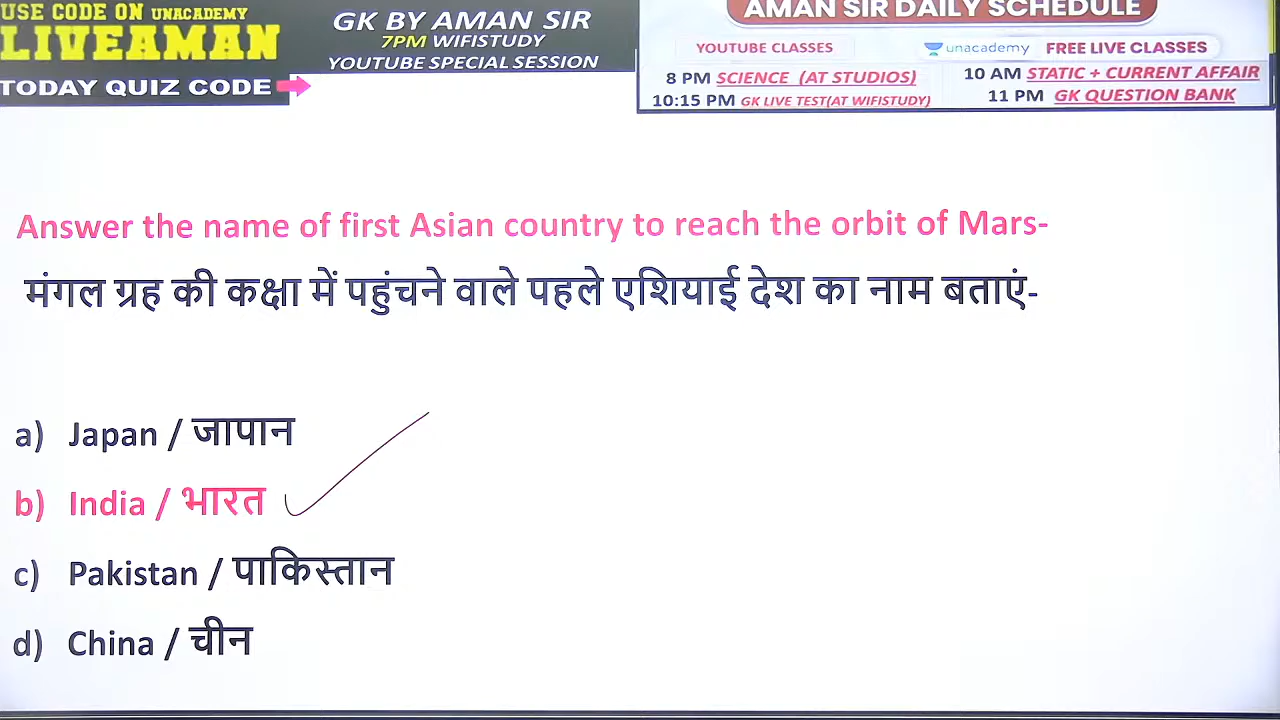 USE CODE ON UNACADEMY
LIVEAMAN
TODAY QUIZ CODE
GK BY AMAN SIR
7PM WIFISTUDY
YOUTUBE SPECIAL SESSION
AMAN SIR DAILY SCHEDULE
YOUTUBE CLASSES
unacademy FREE LIVE CLASSES
8 PM SCIENCE (AT STUDIOS)
10:15 PM GK LIVE TEST(AT WIFISTUDY)
10 AM STATIC + CURRENT AFFAIR
11 PM GK QUESTION BANK
Answer the name of first Asian country to reach the orbit of Mars-
मंगल ग्रह की कक्षा में पहुंचने वाले पहले एशियाई देश का नाम बताएं-
a) Japan / जापान
b) India / भारत
c) Pakistan / पाकिस्तान
d) China / चीन